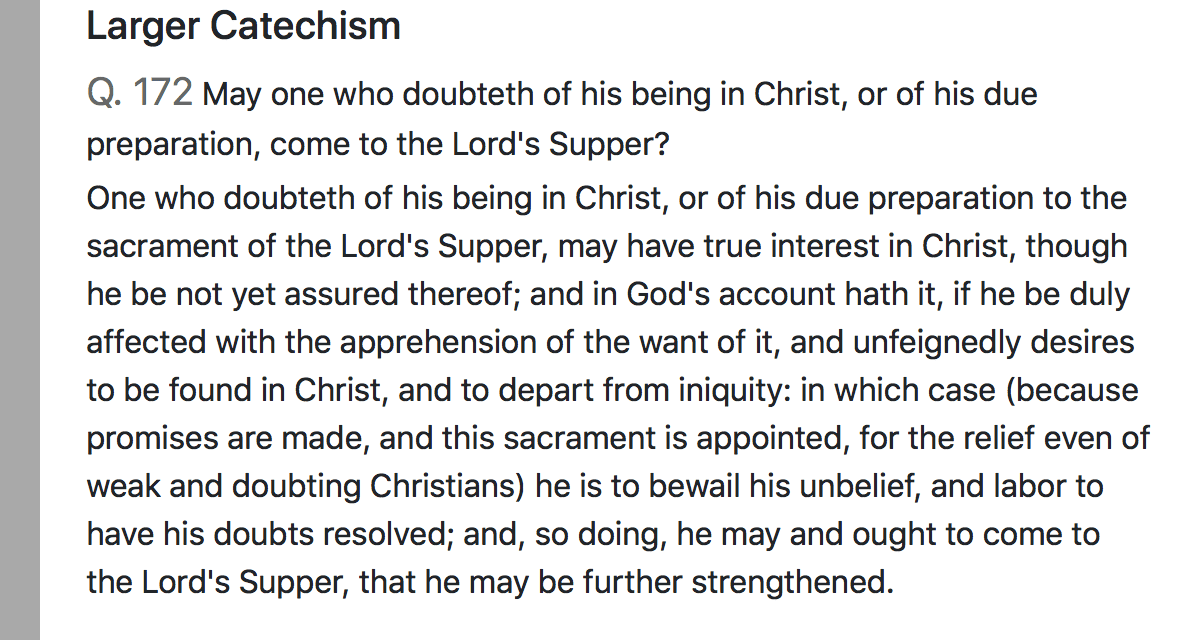 Larger Catechism
Q. 172 May one who doubteth of his being in Christ, or of his due
preparation, come to the Lord's Supper?
One who doubteth of his being in Christ, or of his due preparation to the
sacrament of the Lord's Supper, may have true interest in Christ, though
he be not yet assured thereof; and in God's account hath it, if he be duly
affected with the apprehension of the want of it, and unfeignedly desires
to be found in Christ, and to depart from iniquity: in which case (because
promises are made, and this sacrament is appointed, for the relief even of
weak and doubting Christians) he is to bewail his unbelief, and labor to
have his doubts resolved; and, so doing, he may and ought to come to
the Lord's Supper, that he may be further strengthened.